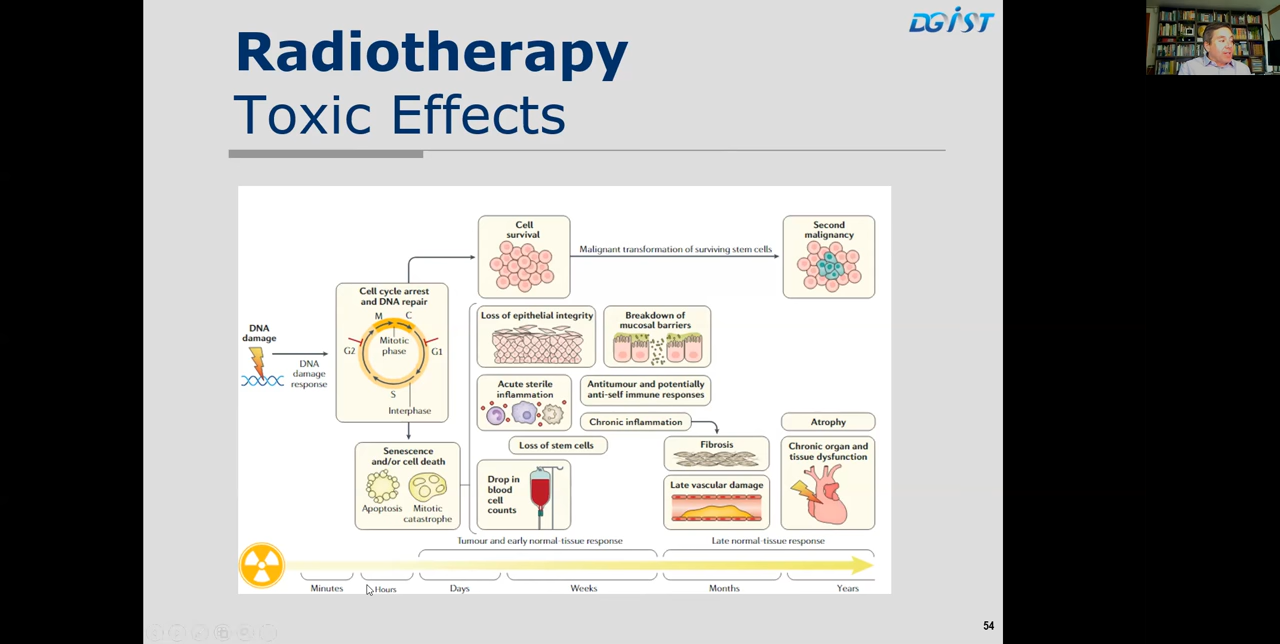 DGIST
Radiotherapy
Toxic Effects
Cell
survival
Malignant transformation of surviving stem cells
Second
malignancy
Cell cycle arrest
and DNA repair
M
C
Mitotic
phase
G2
G1
S
Interphase
DNA
damage
DNA
damage
response
Loss of epithelial integrity
Breakdown of
mucosal barriers
Acute sterile
inflammation
Antitumour and potentially
anti-self immune responses
Chronic inflammation
Atrophy
Loss of stem cells
Fibrosis
Chronic organ and
tissue dysfunction
Senescence
and/or cell death
Apoptosis
Mitotic
catastrophe
Drop in
blood
cell
counts
Late vascular damage
Tumour and early normal-tissue response
Late normal-tissue response
Minutes
Hours
Days
Weeks
Months
Years
54